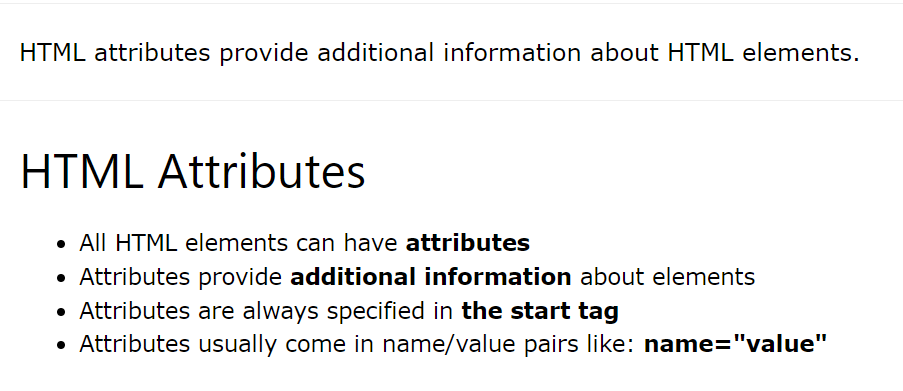 HTML attributes provide additional information about HTML elements.
HTML Attributes
• All HTML elements can have attributes
• Attributes provide additional information about elements
• Attributes are always specified in the start tag
• Attributes usually come in name/value pairs like: name="value"